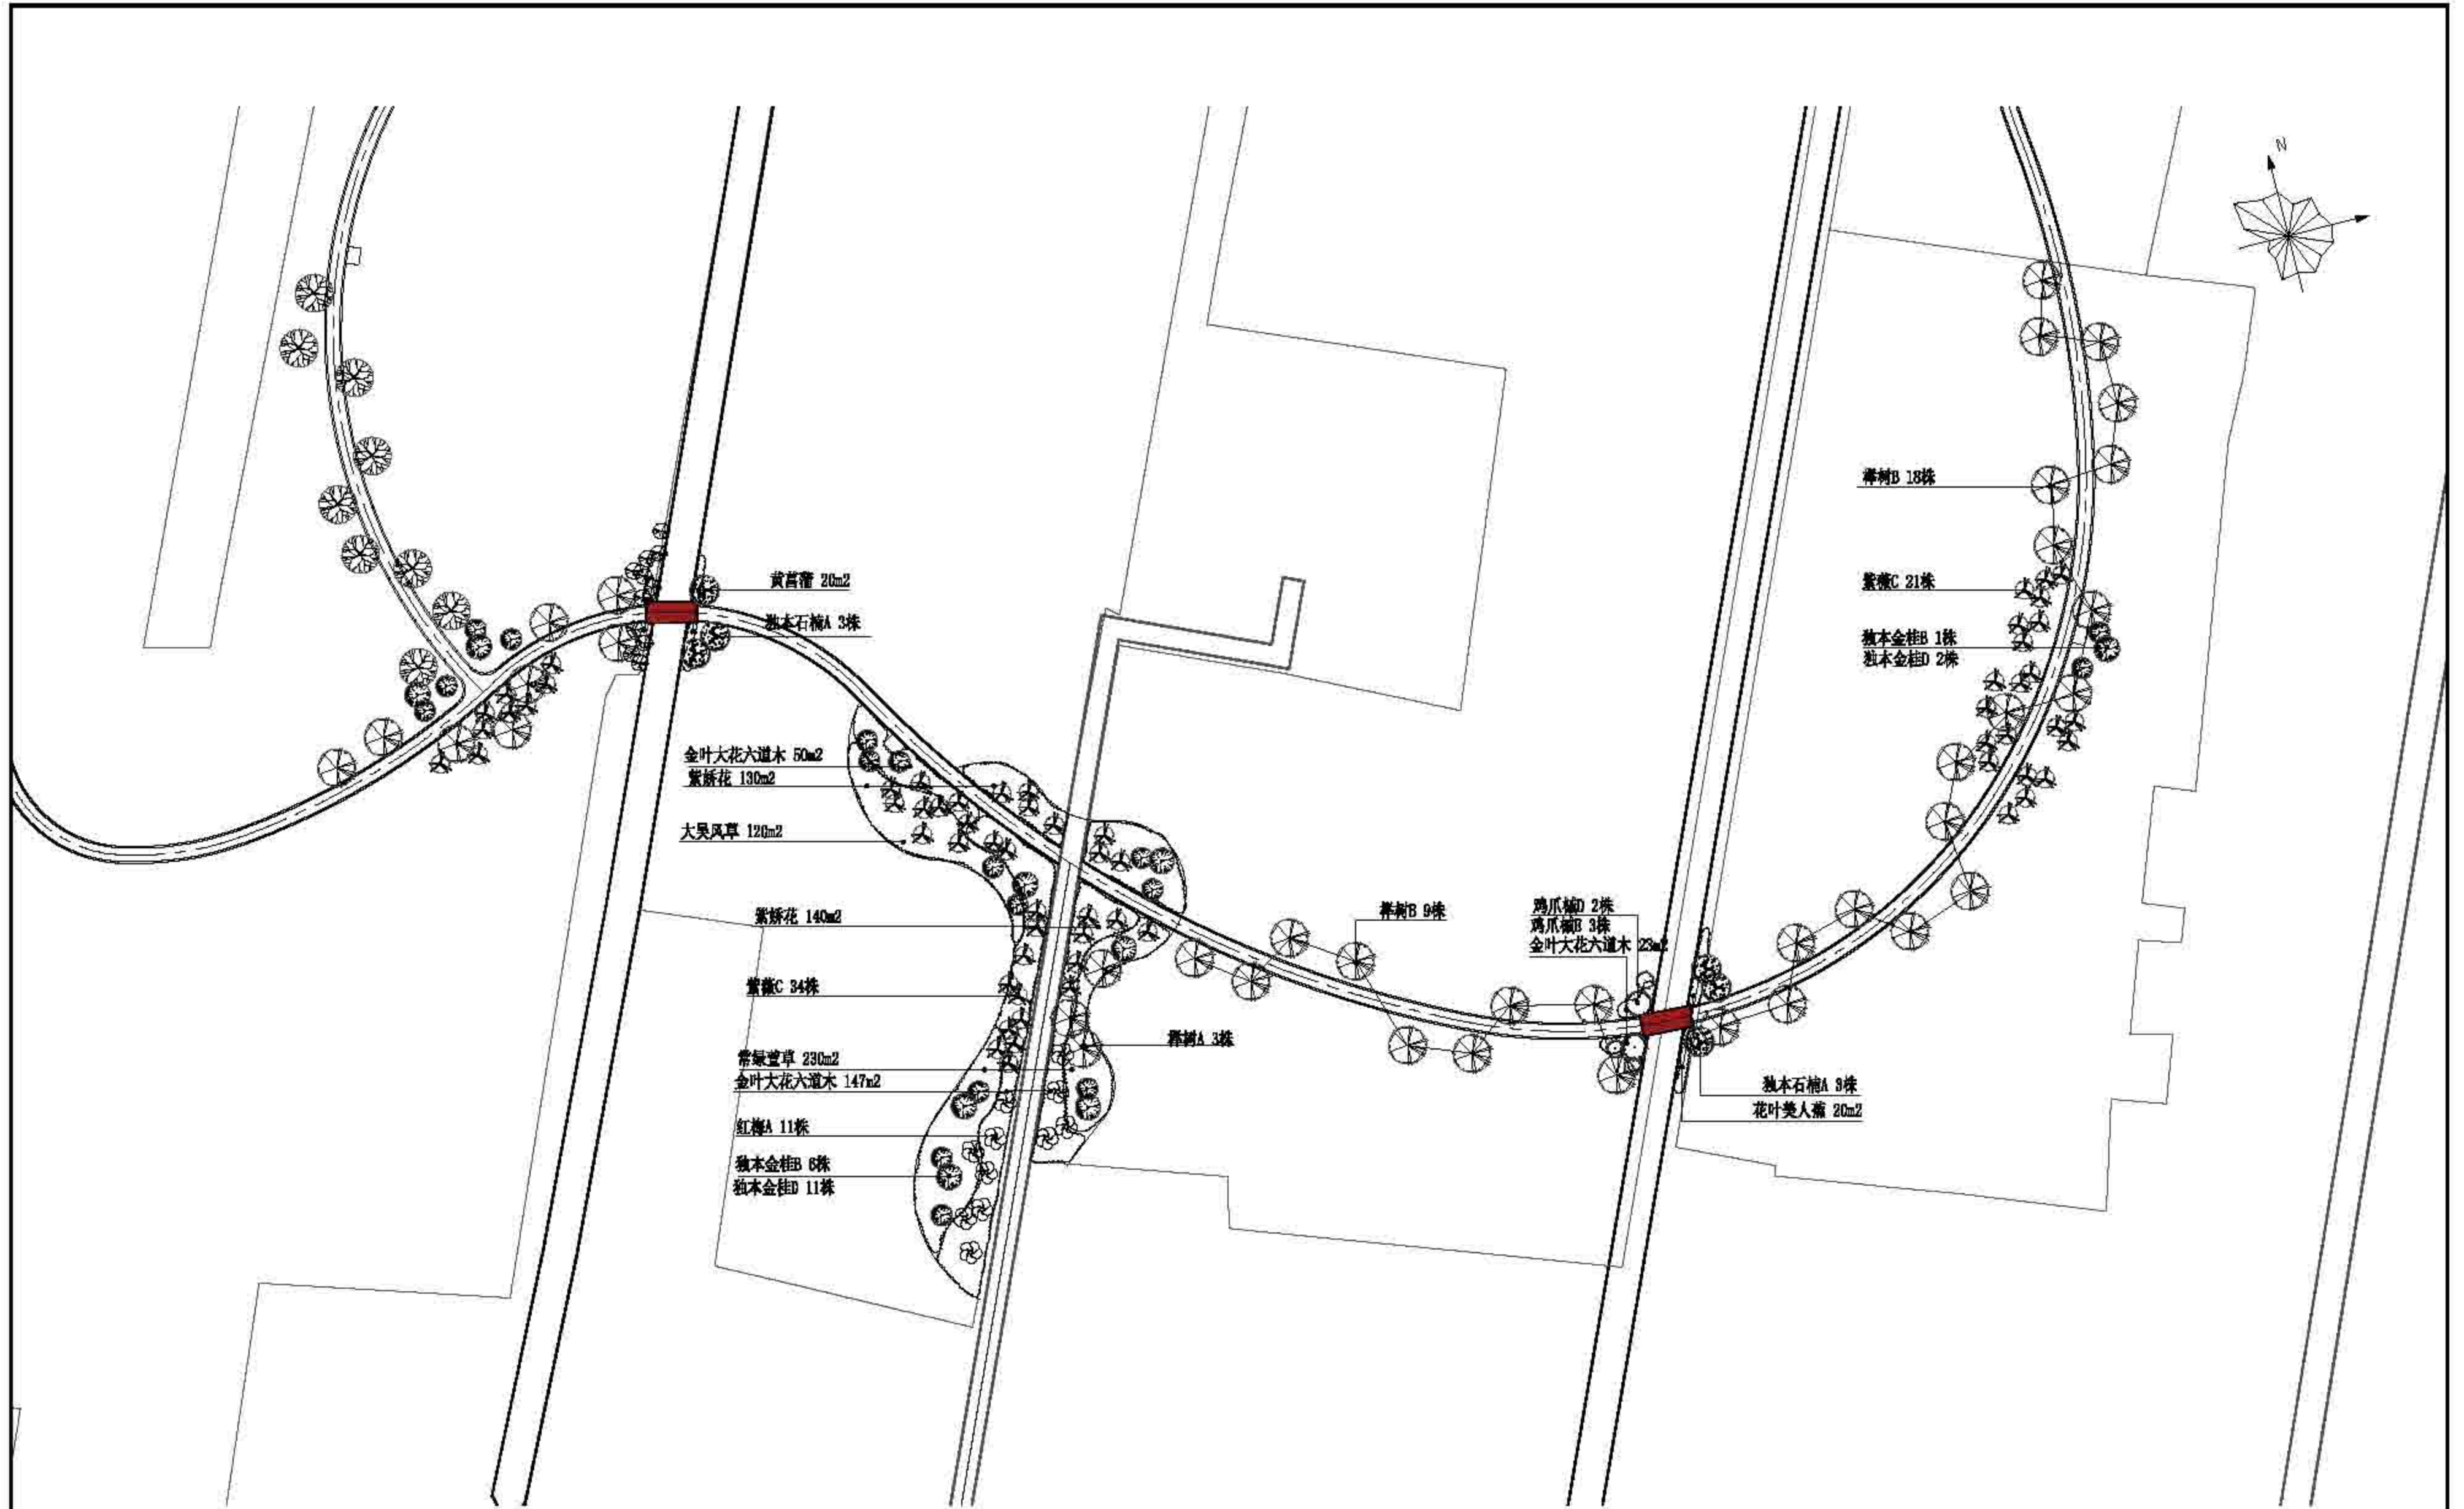 N
榉树B 18株
黄菖蒲 20m2
紫薇C 21株
独本石楠A 3株
独本金桂B 1株
独本金桂D 2株
金叶大花六道木 50m2
紫娇花 130m2
大吴风草 120m2
紫娇花 140m2
榉树B 9株
鸡爪槭D 2株
鸡爪槭E 3株
金叶大花六道木 23m2
紫薇C 34株
榉树A 3株
常绿萱草 230m2
金叶大花六道木 147m2
独本石楠A 3株
花叶美人蕉 20m2
红梅A 11株
独本金桂B 6株
独本金桂D 11株